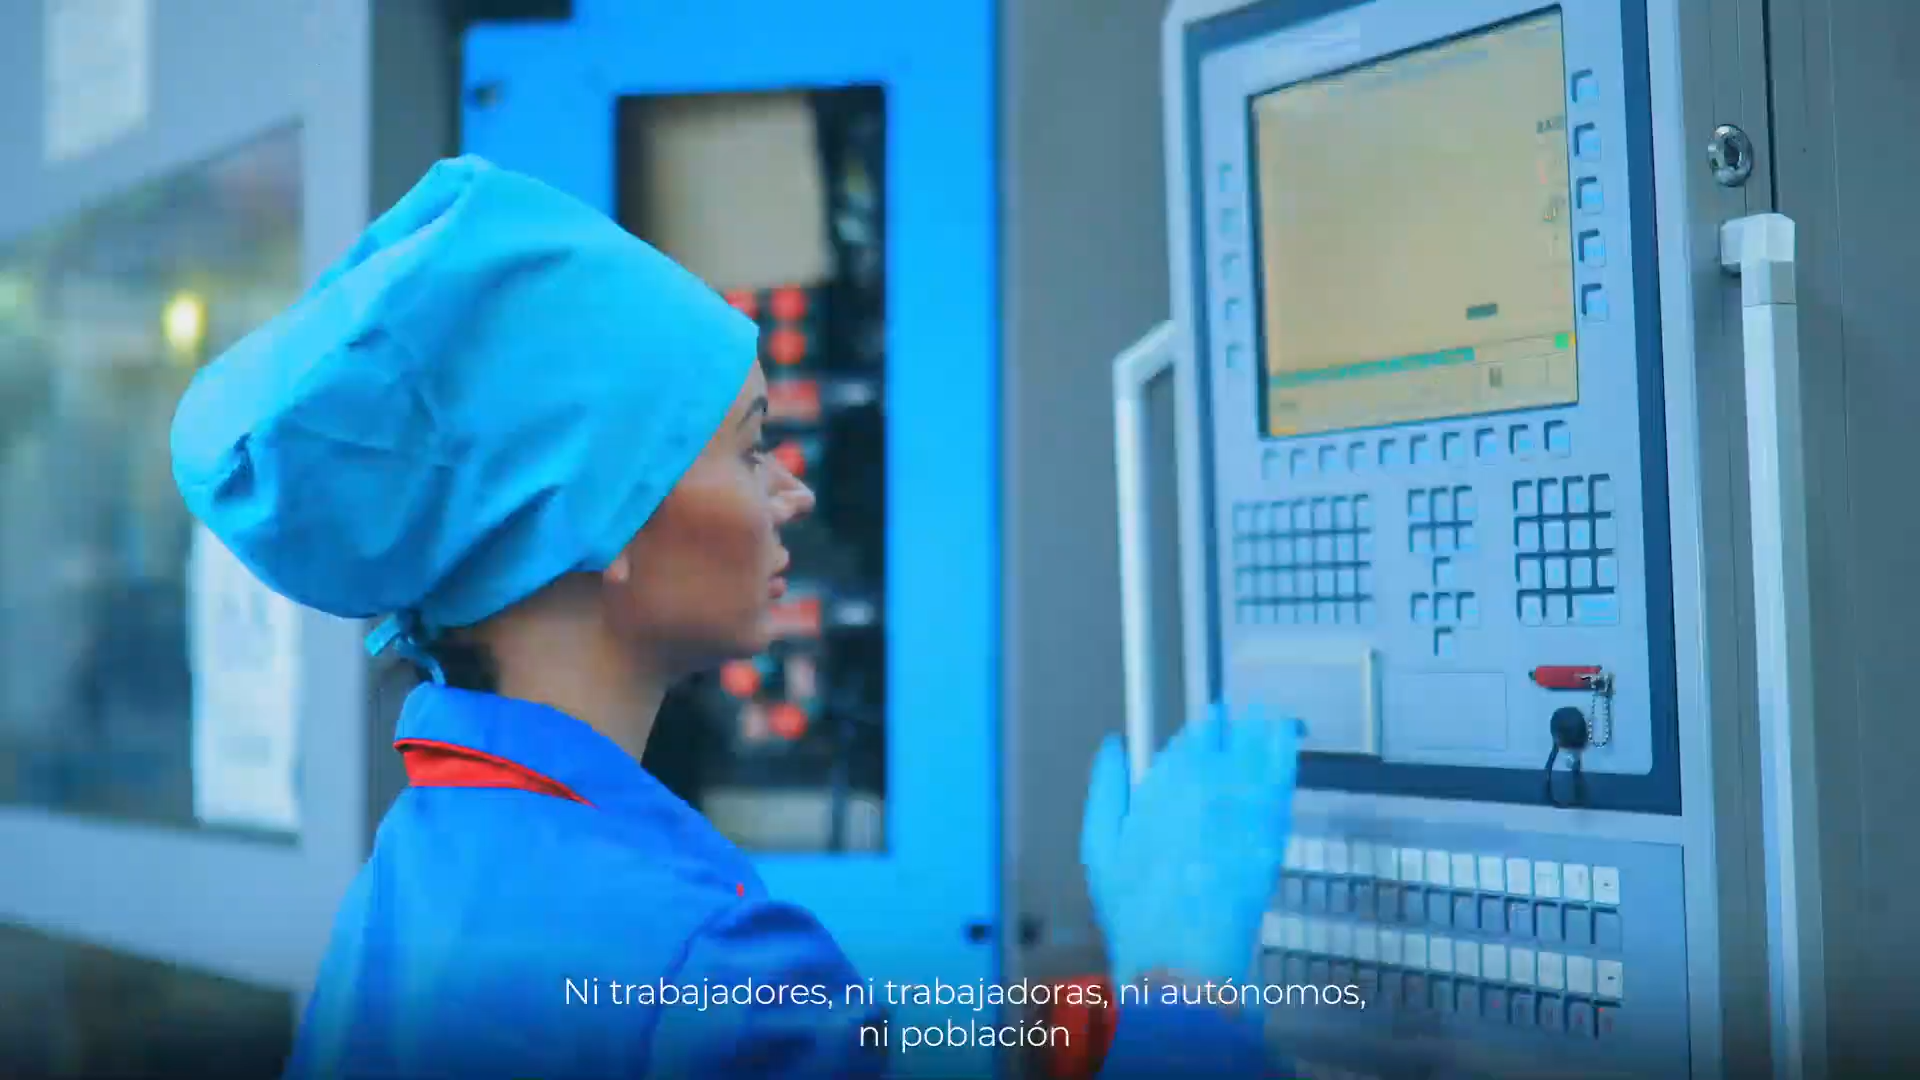 Ni trabajadores, ni trabajadoras, ni autónomos,
ni población